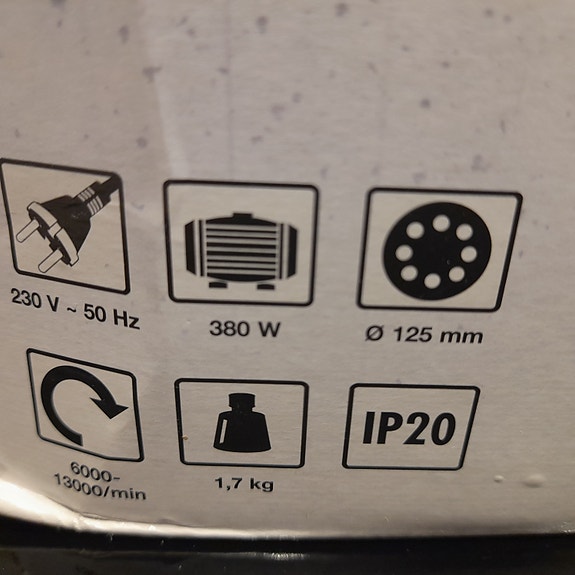 230 V ~ 50 Hz
380 W
Ø 125 mm
6000-
13000/min
1,7 kg
IP20